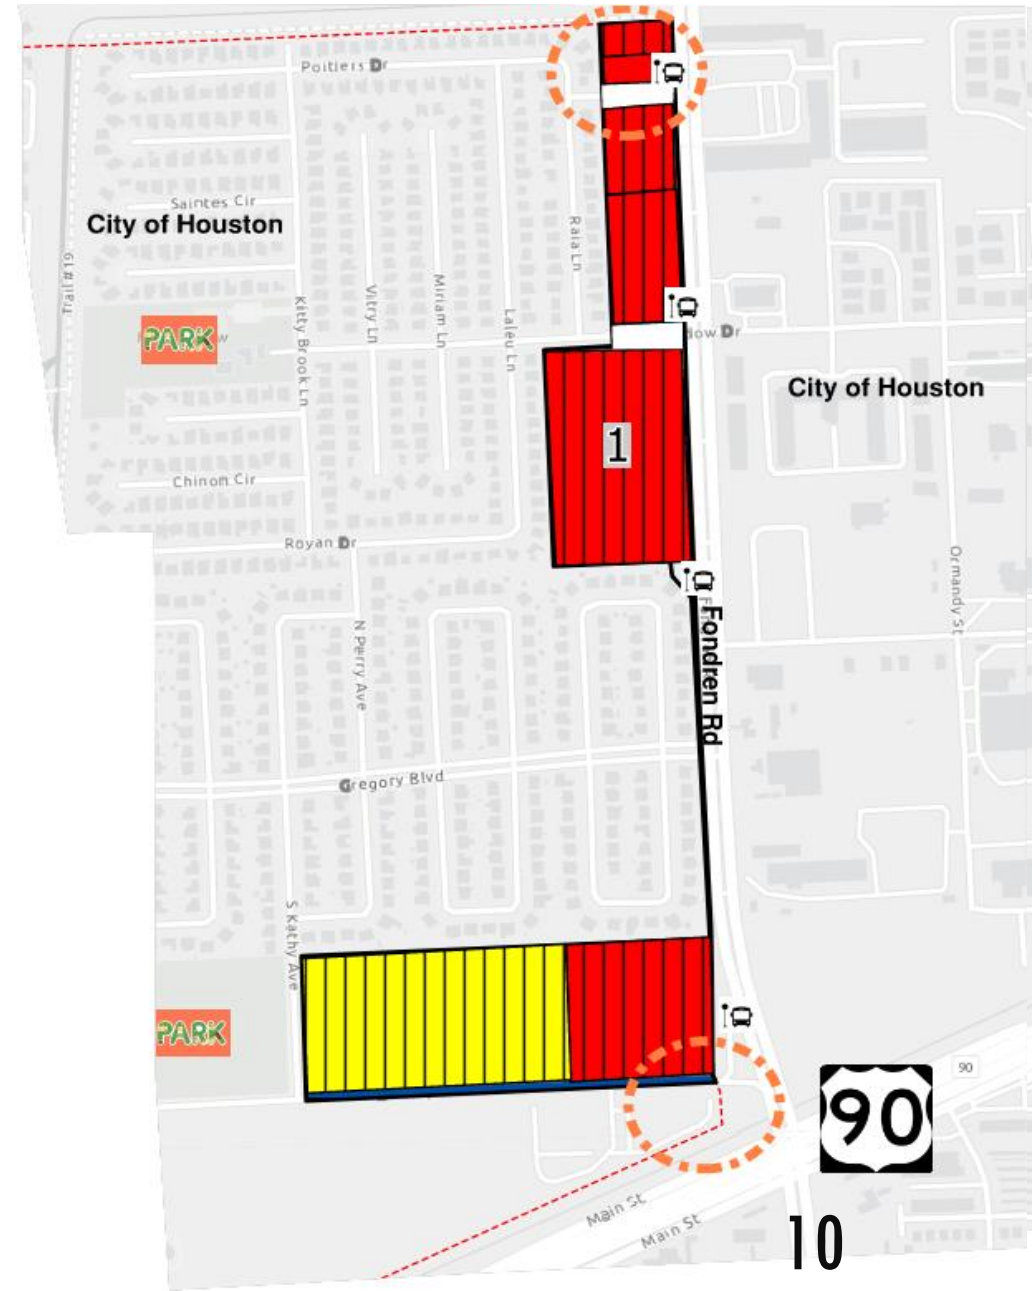 Poitiers Dr
Saintes Cir
City of Houston
Trail #19
Raia Ln
PARK
Kitty Brook Ln
Vitry Ln
Miriam Ln
Laleu Ln
Dr
City of Houston
1
Chinon Cir
Royan Dr
Ormandy St
N Perry Ave
Fondren Rd
Gregory Blvd
S Kathy Ave
PARK
90
90
Main St
Main St
10